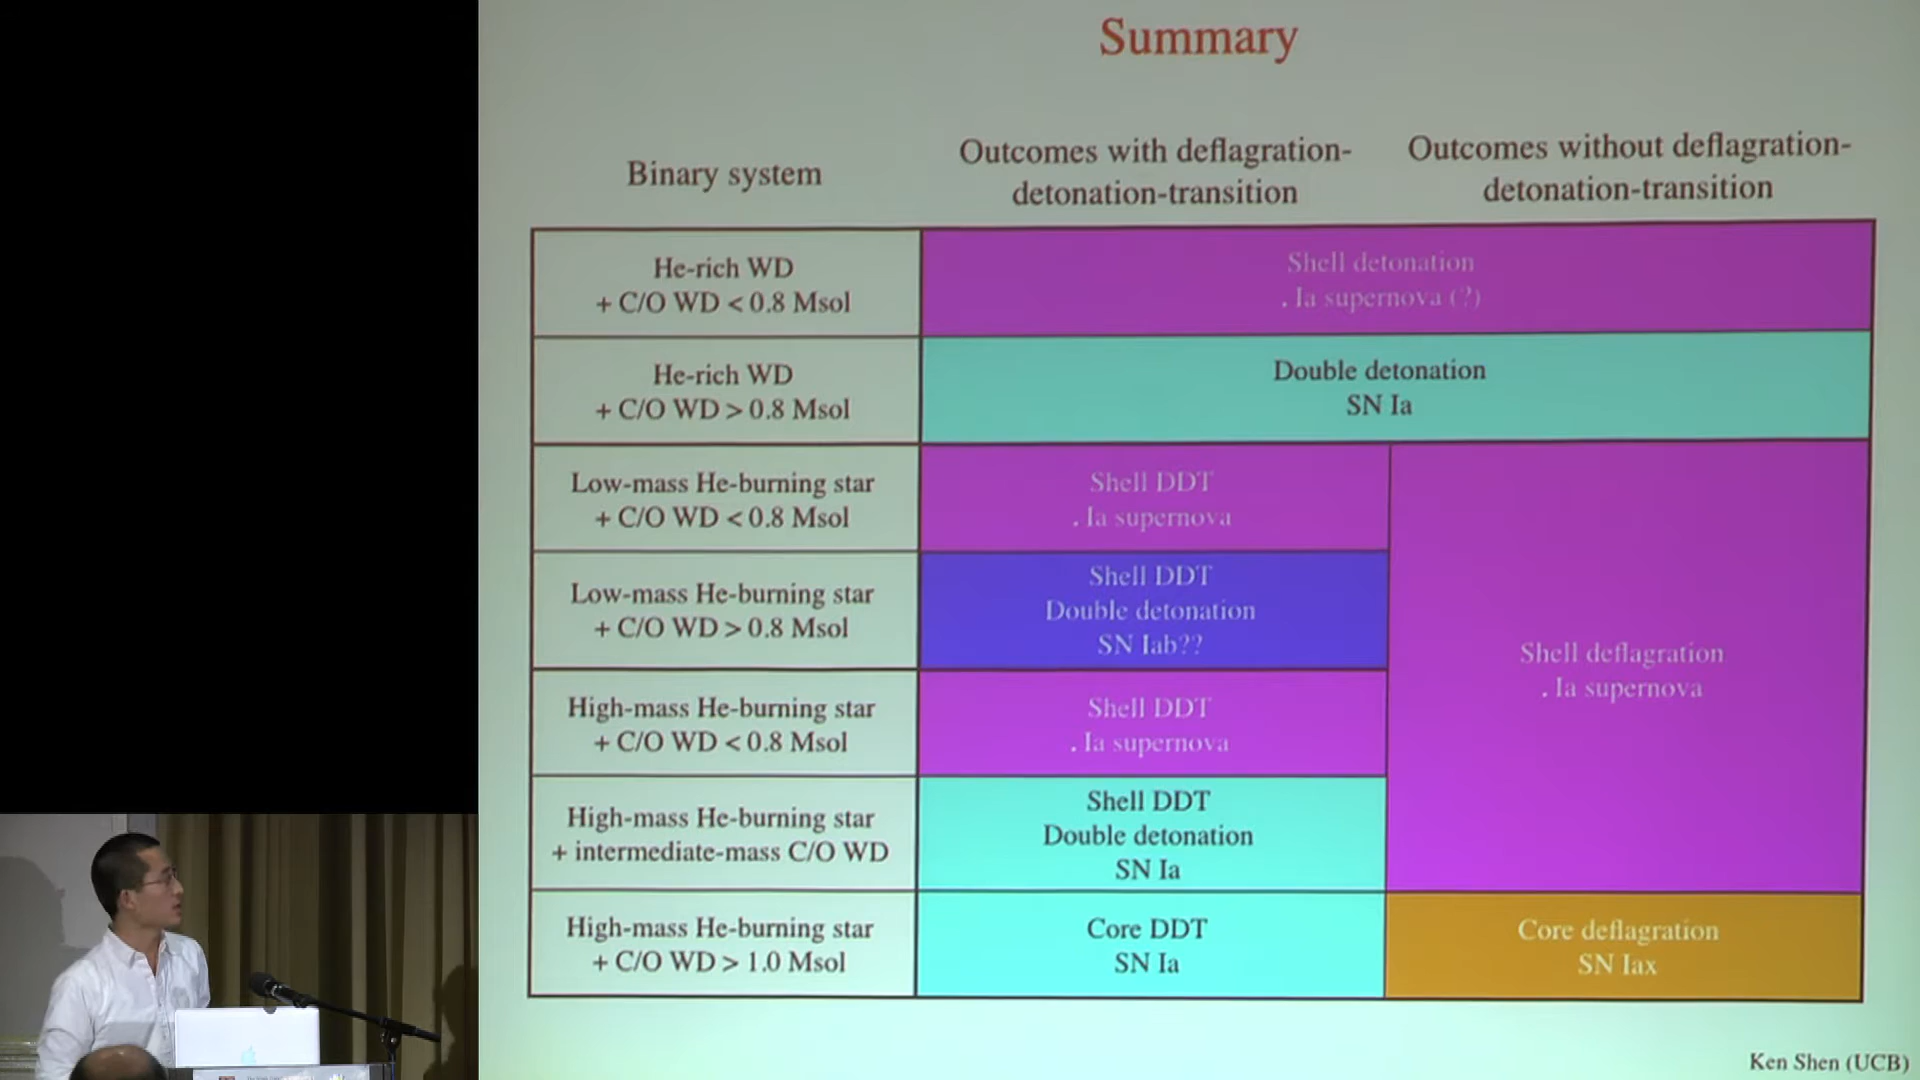 Summary
Binary system
Outcomes with deflagration-
detonation-transition
Outcomes without deflagration-
detonation-transition
He-rich WD
+ C/O WD < 0.8 Msol
Shell detonation
. Ia supernova (?)
He-rich WD
+ C/O WD > 0.8 Msol
Double detonation
SN Ia
Low-mass He-burning star
+ C/O WD < 0.8 Msol
Shell DDT
. Ia supernova
Low-mass He-burning star
+ C/O WD > 0.8 Msol
Shell DDT
Double detonation
SN Iab??
High-mass He-burning star
+ C/O WD < 0.8 Msol
Shell DDT
. Ia supernova
Shell deflagration
. Ia supernova
High-mass He-burning star
+ intermediate-mass C/O WD
Shell DDT
Double detonation
SN Ia
High-mass He-burning star
+ C/O WD > 1.0 Msol
Core DDT
SN Ia
Core deflagration
SN Iax
Ken Shen (UCB)